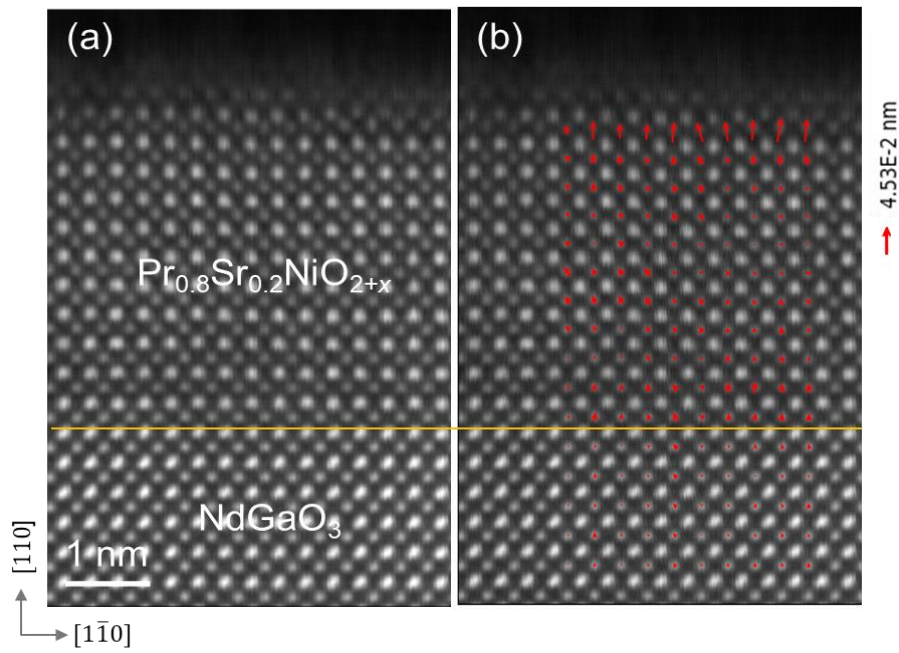 (a)
(b)
Pr₀.₈Sr₀.₂NiO₂₊ₓ
NdGaO₃
1 nm
[110]
[11̄0]
4.53E-2 nm